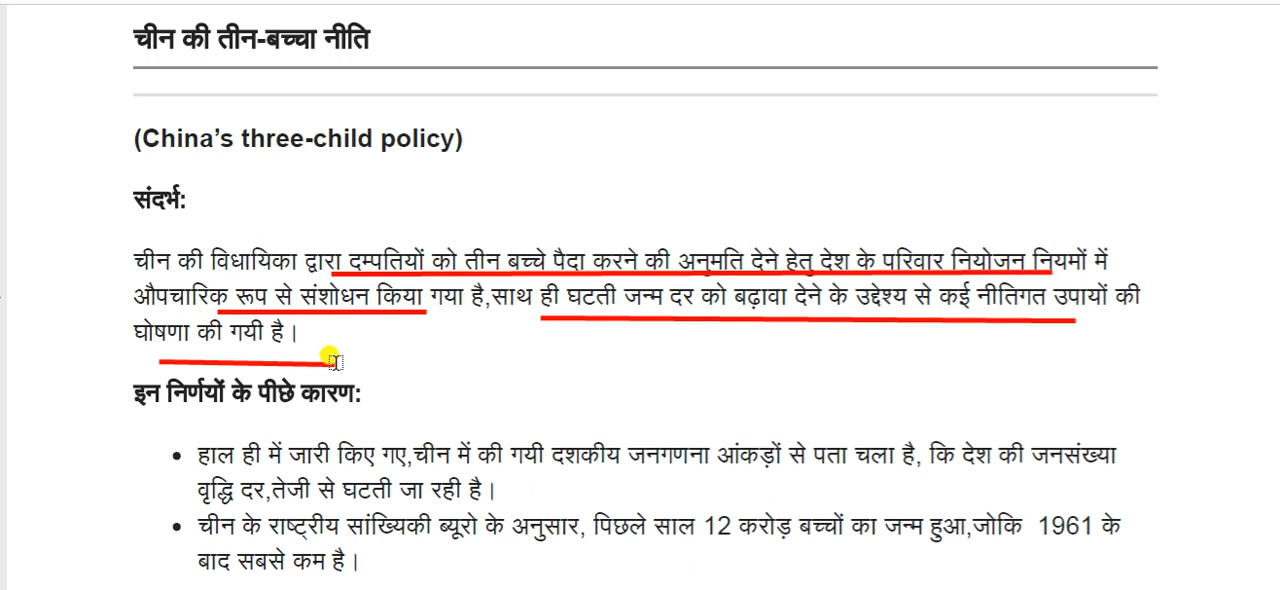 चीन की तीन-बच्चा नीति
(China’s three-child policy)
संदर्भ:
चीन की विधायिका द्वारा दम्पतियों को तीन बच्चे पैदा करने की अनुमति देने हेतु देश के परिवार नियोजन नियमों में
औपचारिक रूप से संशोधन किया गया है,साथ ही घटती जन्म दर को बढ़ावा देने के उद्देश्य से कई नीतिगत उपायों की
घोषणा की गयी है।
इन निर्णयों के पीछे कारण:
• हाल ही में जारी किए गए,चीन में की गयी दशकीय जनगणना आंकड़ों से पता चला है, कि देश की जनसंख्या
वृद्धि दर,तेजी से घटती जा रही है।
• चीन के राष्ट्रीय सांख्यिकी ब्यूरो के अनुसार, पिछले साल 12 करोड़ बच्चों का जन्म हुआ,जोकि 1961 के
बाद सबसे कम है।